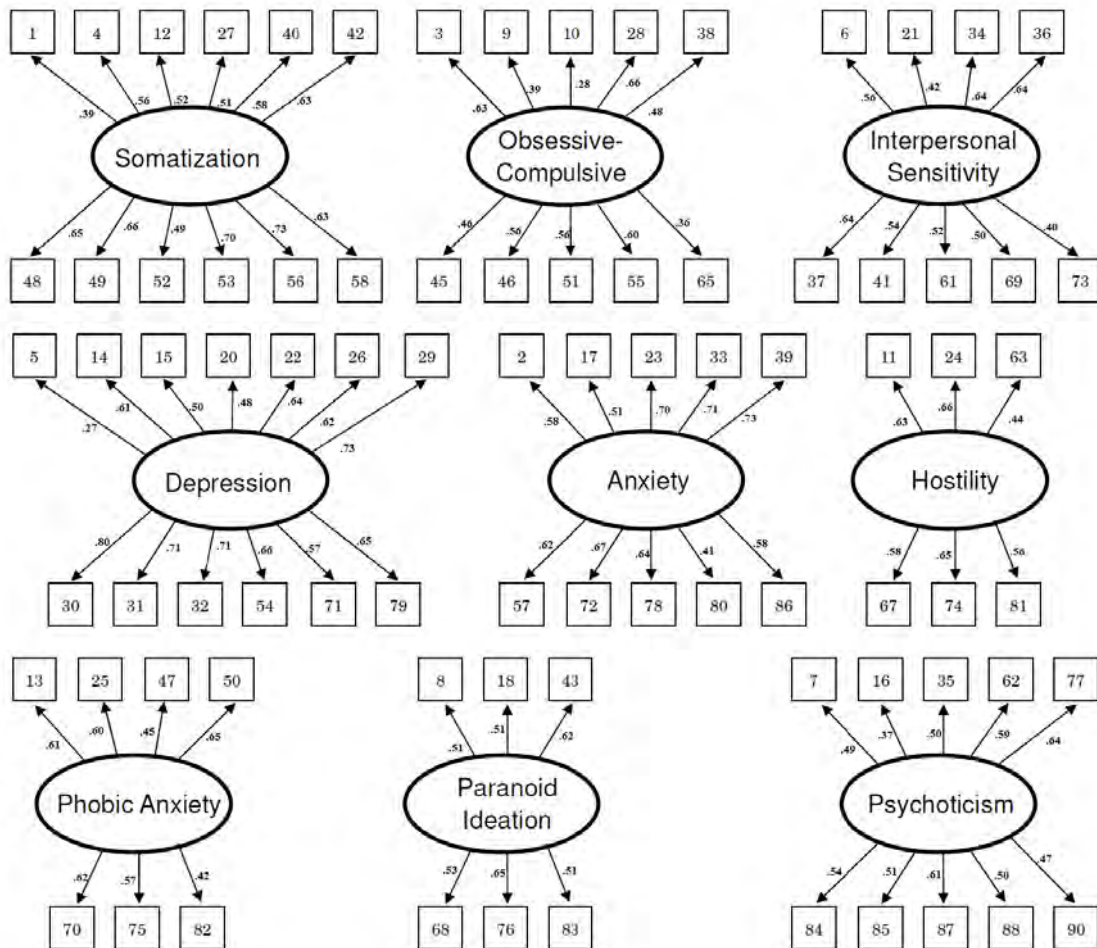 1 4 12 27 40 42 3 9 10 28 38 6 21 34 36
.39 .56 .52 .51 .58 .63 .63 .39 .28 .66 .48 .56 .42 .64 .64
Somatization
Obsessive-
Compulsive
Interpersonal
Sensitivity
.65 .66 .49 .70 .73 .63 .46 .56 .56 .60 .36 .64 .54 .52 .50 .40
48 49 52 53 56 58 45 46 51 55 65 37 41 61 69 73
5 14 15 20 22 26 29 2 17 23 33 39 11 24 63
.27 .61 .50 .48 .64 .62 .73 .58 .51 .70 .71 .73 .63 .66 .44
Depression Anxiety Hostility
.80 .71 .71 .66 .57 .65 .62 .67 .64 .41 .58 .58 .65 .56
30 31 32 54 71 79 57 72 78 80 86 67 74 81
13 25 47 50 8 18 43 7 16 35 62 77
.61 .60 .45 .65 .51 .51 .62 .49 .37 .50 .59 .64
Phobic Anxiety
Paranoid
Ideation
Psychoticism
.62 .57 .42 .53 .65 .51 .54 .51 .61 .50 .47
70 75 82 68 76 83 84 85 87 88 90